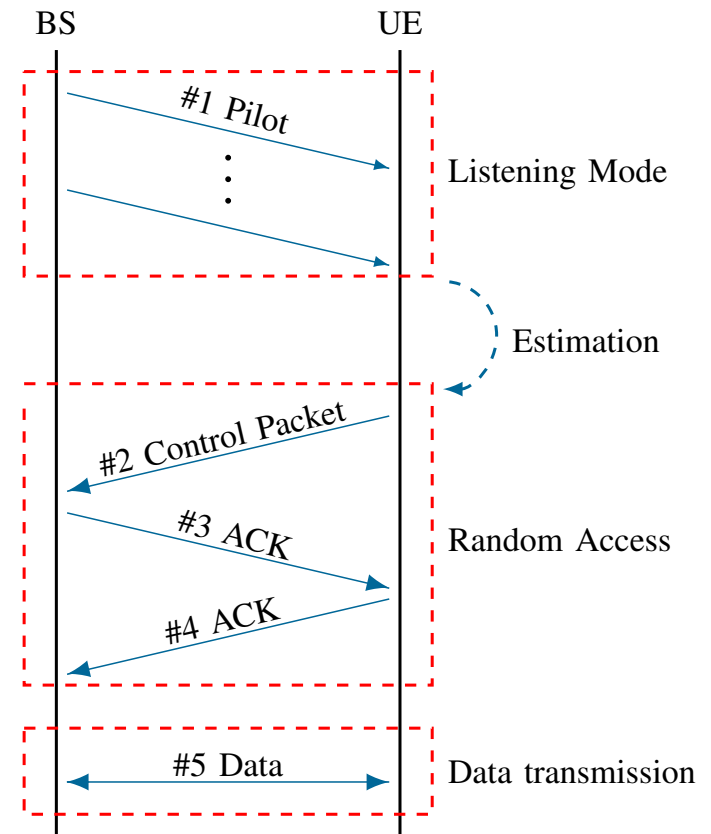 BS
UE
#1 Pilot
Listening Mode
Estimation
#2 Control Packet
#3 ACK
Random Access
#4 ACK
#5 Data
Data transmission